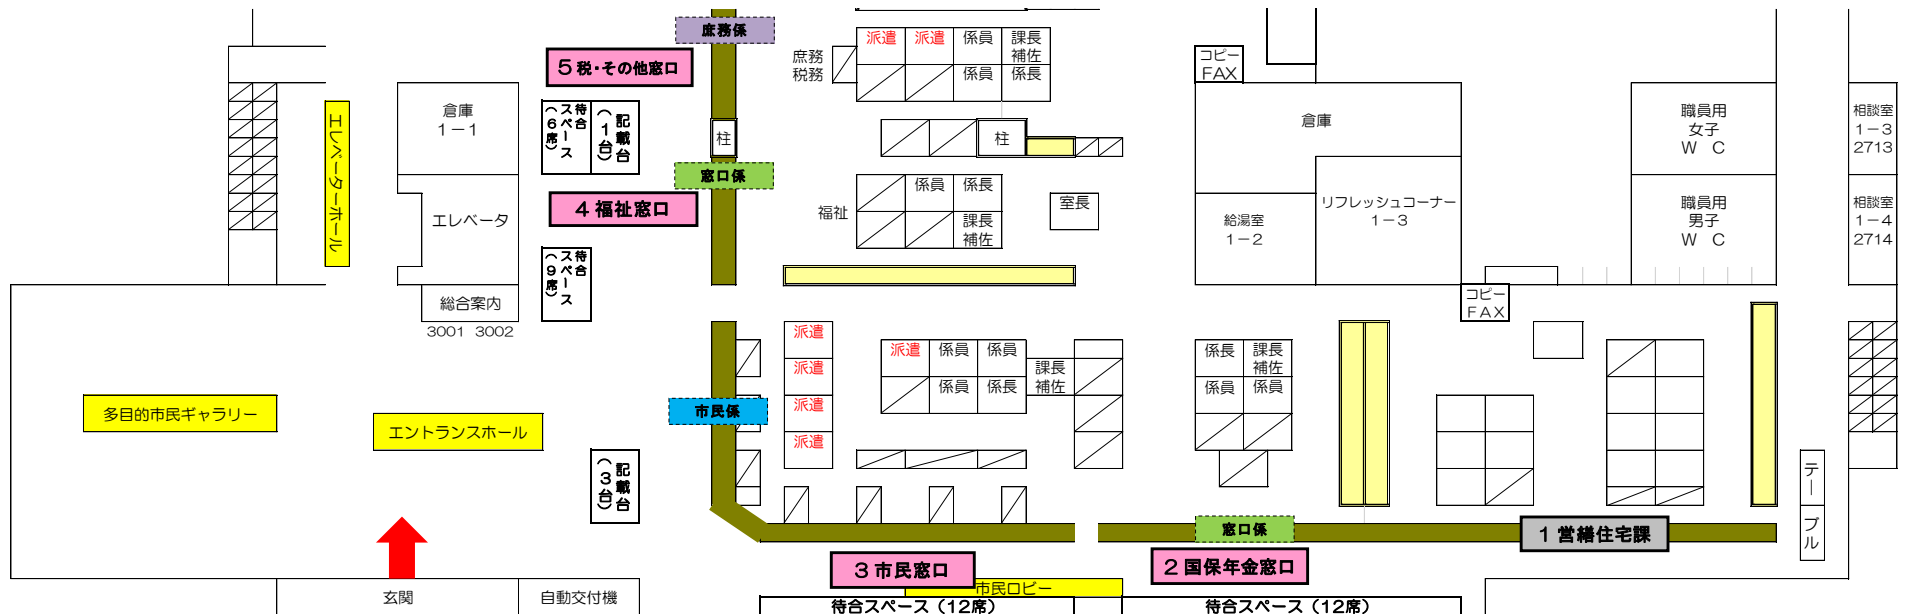 庶務係
5 税・その他窓口
庶務
税務
派遣
派遣
係員
課長
補佐
係員
係長
コピー
FAX
倉庫
1－1
エレベーターホール
待合
スペース
（6席）
記載台
（1台）
柱
柱
倉庫
職員用
女子
W C
相談室
1－3
2713
窓口係
4 福祉窓口
福祉
係員
係長
課長
補佐
室長
エレベータ
給湯室
1－2
リフレッシュコーナー
1－3
職員用
男子
W C
相談室
1－4
2714
待合
スペース
（9席）
総合案内
3001 3002
コピー
FAX
派遣
派遣
派遣
派遣
派遣
係員
係員
係員
係長
課長
補佐
係長
課長
補佐
係員
係員
市民係
多目的市民ギャラリー
エントランスホール
記載台
（3台）
テーブル
窓口係
1 営繕住宅課
3 市民窓口
2 国保年金窓口
市民ロビー
玄関
自動交付機
待合スペース（12席）
待合スペース（12席）